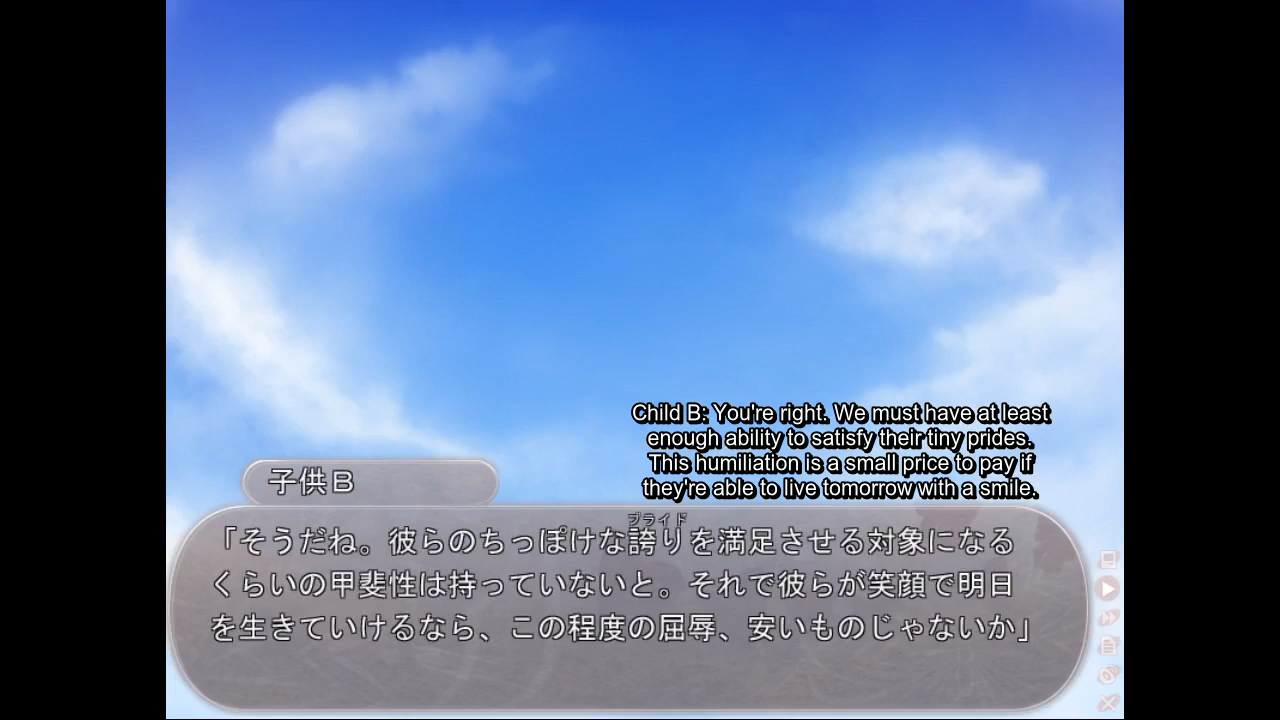 Child B: You're right. We must have at least
enough ability to satisfy their tiny prides.
This humiliation is a small price to pay if
they're able to live tomorrow with a smile.
子供B
プライド
「そうだね。彼らのちっぽけな誇りを満足させる対象になる
くらいの甲斐性は持っていないと。それで彼らが笑顔で明日
を生きていけるなら、この程度の屈辱、安いものじゃないか」